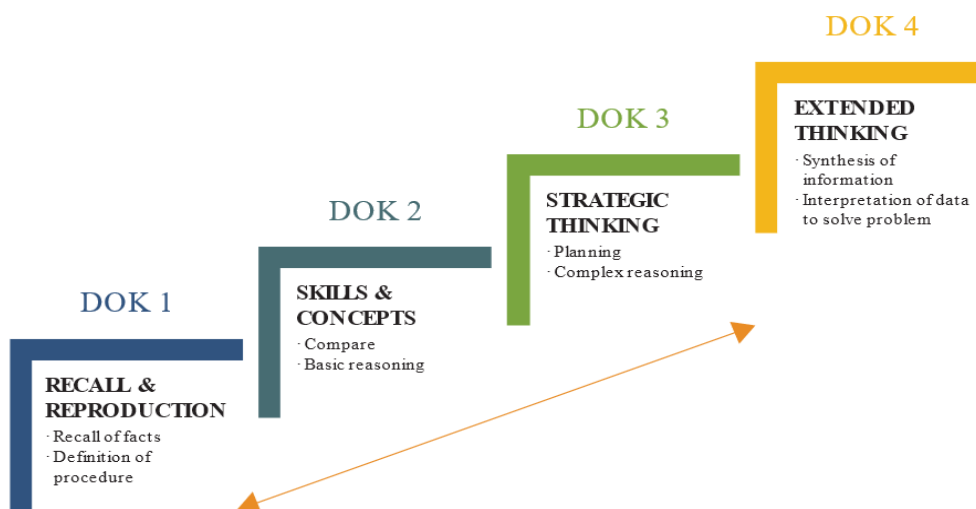 DOK 1
RECALL &
REPRODUCTION
· Recall of facts
· Definition of
procedure
DOK 2
SKILLS &
CONCEPTS
· Compare
· Basic reasoning
DOK 3
STRATEGIC
THINKING
· Planning
· Complex reasoning
DOK 4
EXTENDED
THINKING
· Synthesis of
information
· Interpretation of data
to solve problem